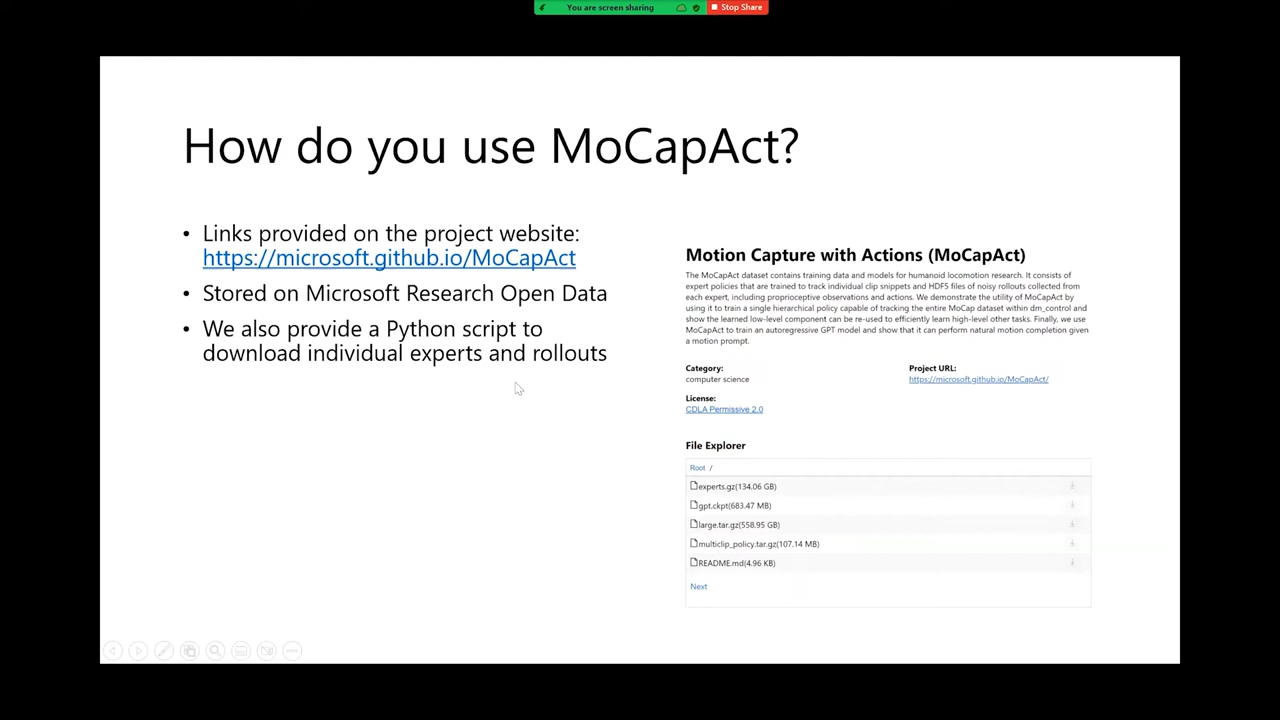 You are screen sharing
Stop Share
How do you use MoCapAct?
• Links provided on the project website:
https://microsoft.github.io/MoCapAct
• Stored on Microsoft Research Open Data
• We also provide a Python script to
download individual experts and rollouts
Motion Capture with Actions (MoCapAct)
The MoCapAct dataset contains training data and models for humanoid locomotion research. It consists of
expert policies that are trained to track individual clip snippets and HDF5 files of noisy rollouts collected
from each expert, including proprioceptive observations and actions. We demonstrate the utility of MoCapAct by
using it to train a single hierarchical policy capable of tracking the entire MoCap dataset within dm_control and
show the learned low-level component can be re-used to efficiently learn high-level other tasks. Finally, we use
MoCapAct to train an autoregressive GPT model and show that it can perform natural motion completion given
a motion prompt.
Category:
computer science
Project URL:
https://microsoft.github.io/MoCapAct/
License:
CDLA Permissive 2.0
File Explorer
Root /
experts.gz(134.06 GB)
gpt.ckpt(683.47 MB)
large.tar.gz(558.95 GB)
multiclip_policy.tar.gz(107.14 MB)
README.md(4.96 KB)
Next